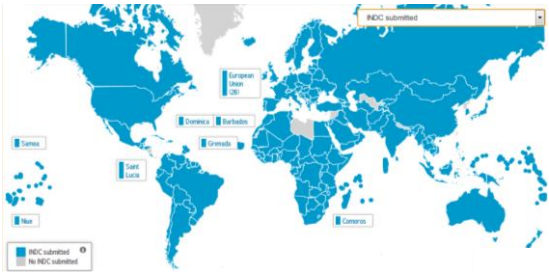 INDC submitted
European
Union
(28)
Dominica
Barbados
Samoa
Grenada
Saint
Lucia
Niue
Comoros
INDC submitted
No INDC submitted